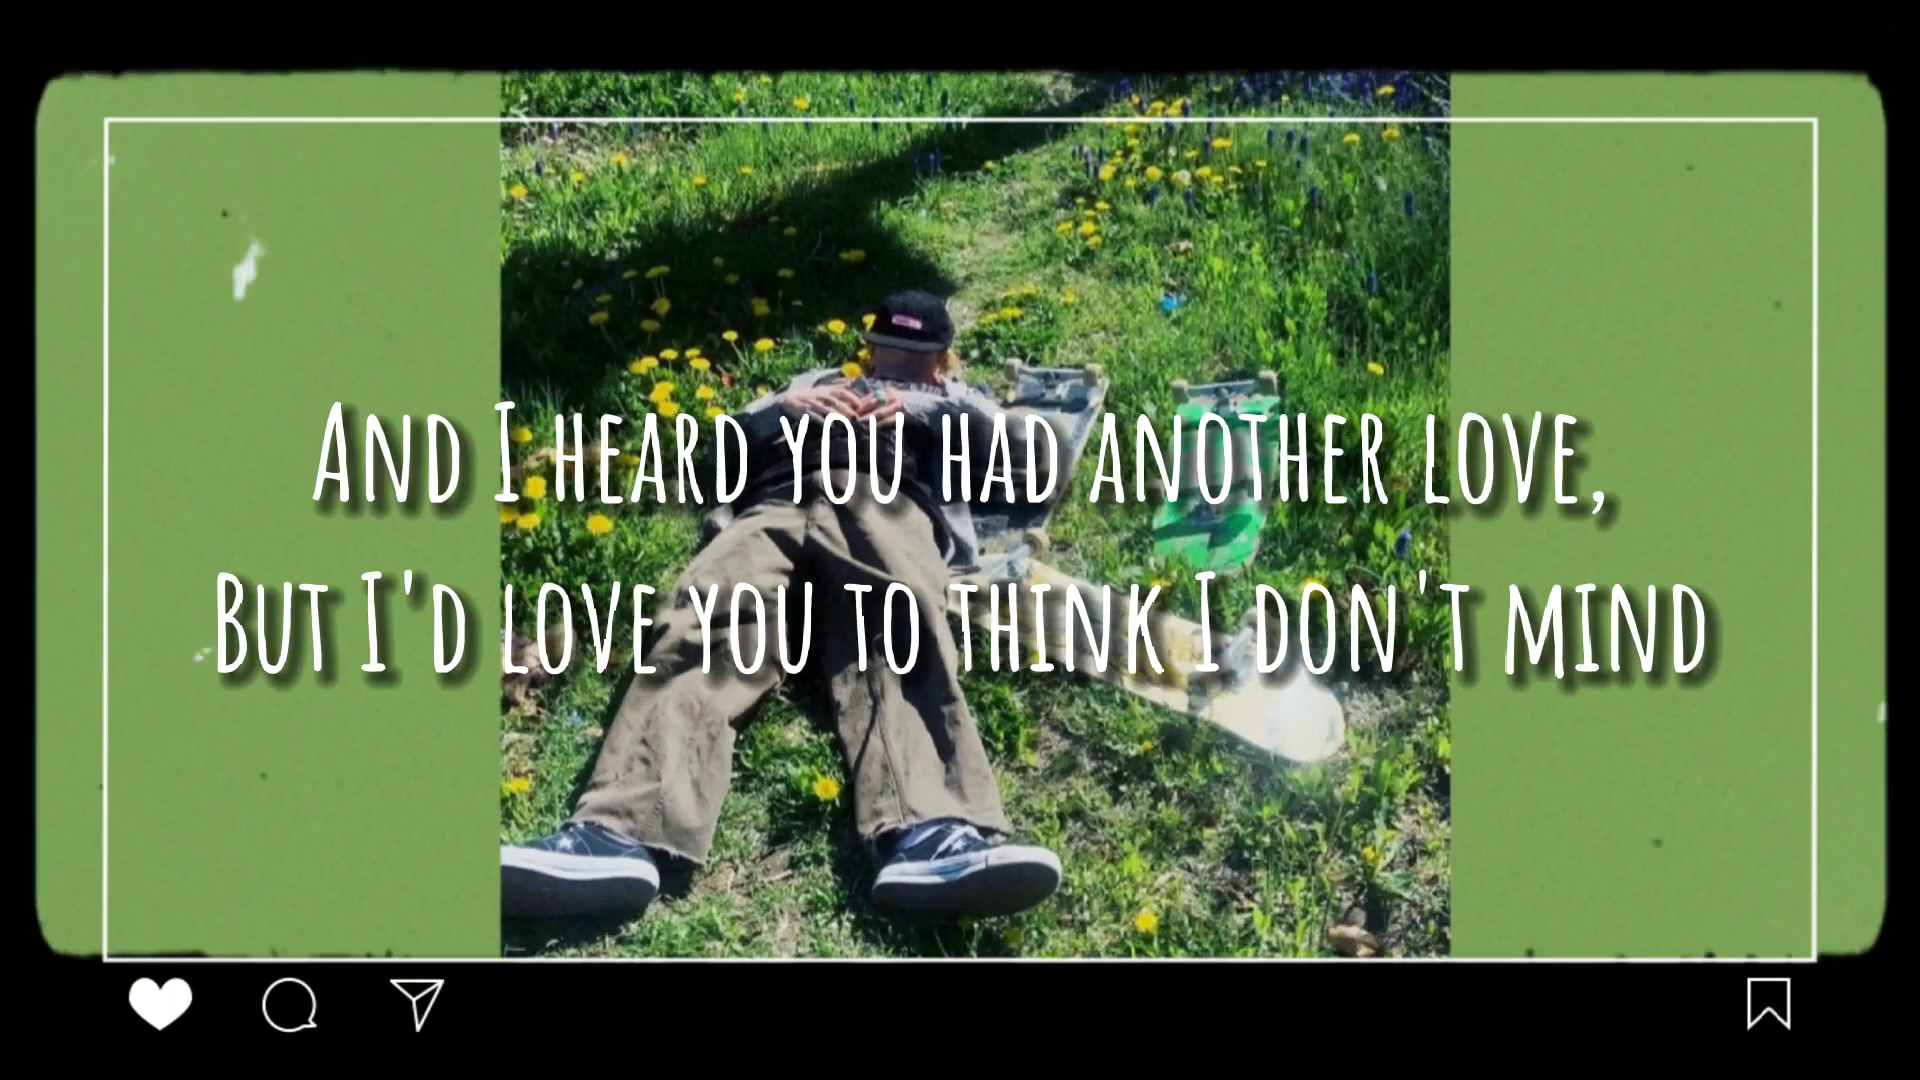 And I heard you had another love,
But I'd love you to think I don't mind